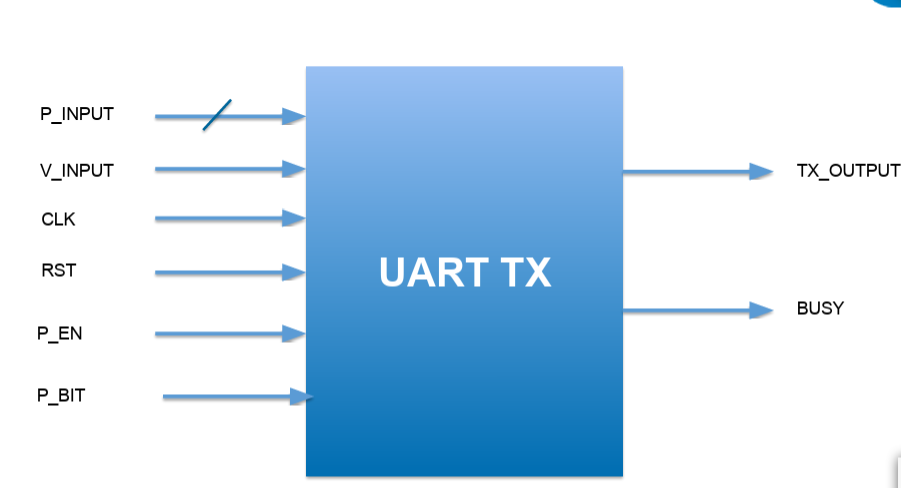 P_INPUT
V_INPUT
CLK
RST
P_EN
P_BIT
UART TX
TX_OUTPUT
BUSY